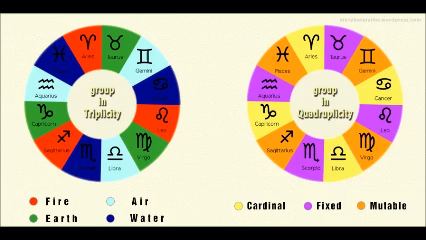 Aries
Taurus
Gemini
Cancer
Leo
Virgo
Libra
Sagittarius
Capricorn
Aquarius
Pisces
group
in
Triplicity
Aries
Taurus
Gemini
Cancer
Leo
Virgo
Libra
Scorpio
Sagittarius
Capricorn
Aquarius
Pisces
group
in
Quadruplicity
Fire
Air
Earth
Water
Cardinal
Fixed
Mutable